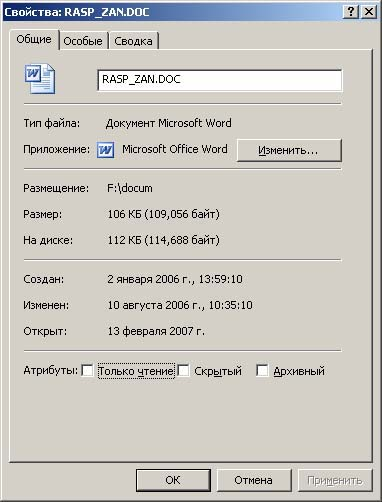 Свойства: RASP_ZAN.DOC
Общие Особые Сводка
RASP_ZAN.DOC
Тип файла: Документ Microsoft Word
Приложение: Microsoft Office Word Изменить...
Размещение: F:\docum
Размер: 106 КБ (109,056 байт)
На диске: 112 КБ (114,688 байт)
Создан: 2 января 2006 г., 13:59:10
Изменен: 10 августа 2006 г., 10:35:10
Открыт: 13 февраля 2007 г.
Атрибуты: Только чтение Скрытый Архивный
OK Отмена Применить